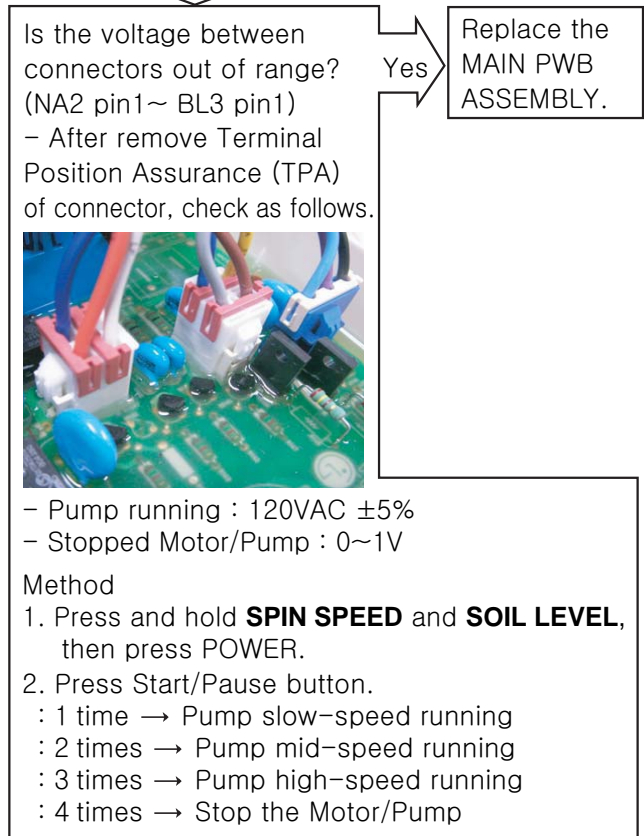 Is the voltage between
connectors out of range?
(NA2 pin1~ BL3 pin1)
– After remove Terminal
Position Assurance (TPA)
of connector, check as follows.
Yes
Replace the
MAIN PWB
ASSEMBLY.
– Pump running : 120VAC ±5%
– Stopped Motor/Pump : 0~1V
Method
1. Press and hold SPIN SPEED and SOIL LEVEL,
then press POWER.
2. Press Start/Pause button.
: 1 time → Pump slow–speed running
: 2 times → Pump mid–speed running
: 3 times → Pump high–speed running
: 4 times → Stop the Motor/Pump